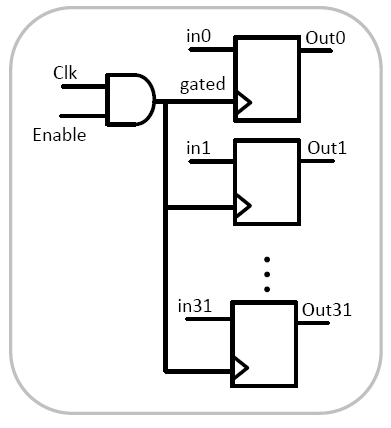 in0
Out0
Clk
gated
Enable
in1
Out1
in31
Out31